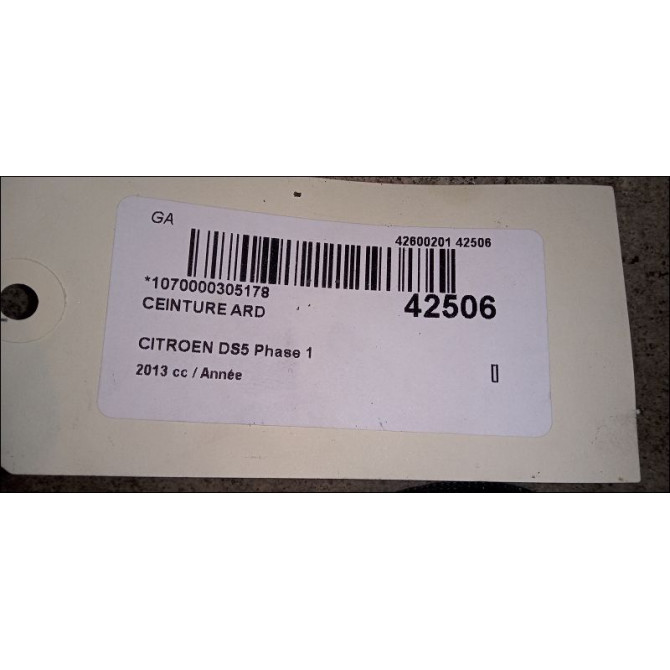 GA
42600201 42506
*1070000305178
42506
CEINTURE ARD
CITROEN DS5 Phase 1
2013 cc / Année